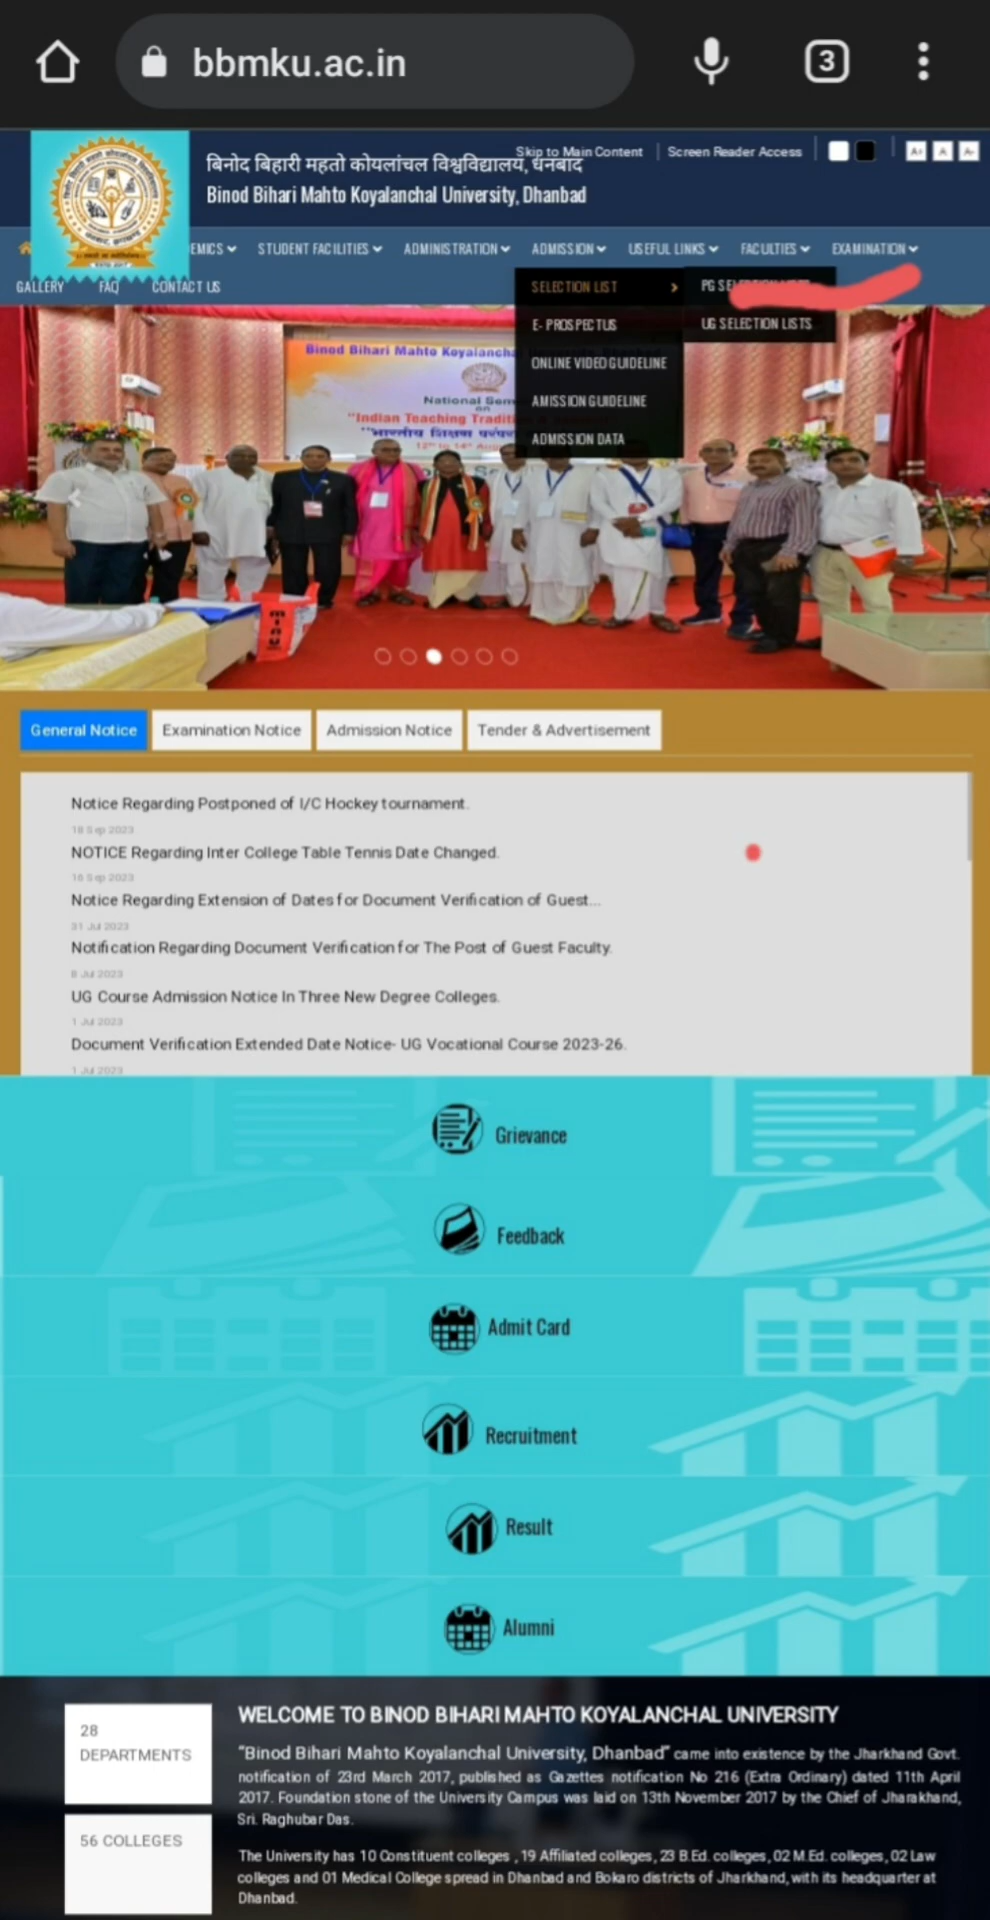 bbmku.ac.in
3
Skip to Main Content
Screen Reader Access
A+ A A-
बिनोद बिहारी महतो कोयलांचल विश्वविद्यालय, धनबाद
Binod Bihari Mahto Koyalanchal University, Dhanbad
EMICS STUDENT FACILITIES ADMINISTRATION ADMISSION USEFUL LINKS FACULTIES EXAMINATION
GALLERY FAQ CONTACT US
SELECTION LIST
PG
E- PROSPECTUS
UG SELECTION LISTS
ONLINE VIDEO GUIDELINE
AMISSION GUIDELINE
ADMISSION DATA
Binod Bihari Mahto Koyalancha
National Sem
on
"Indian Teaching Traditi
"भारतीय शिक्षण परंपरा
General Notice Examination Notice Admission Notice Tender & Advertisement
Notice Regarding Postponed of I/C Hockey tournament.
18 Sep 2023
NOTICE Regarding Inter College Table Tennis Date Changed.
16 Sep 2023
Notice Regarding Extension of Dates for Document Verification of Guest...
31 Jul 2023
Notification Regarding Document Verification for The Post of Guest Faculty.
8 Jul 2023
UG Course Admission Notice In Three New Degree Colleges.
1 Jul 2023
Document Verification Extended Date Notice- UG Vocational Course 2023-26.
1 Jul 2023
Grievance
Feedback
Admit Card
Recruitment
Result
Alumni
28
DEPARTMENTS
56 COLLEGES
WELCOME TO BINOD BIHARI MAHTO KOYALANCHAL UNIVERSITY
"Binod Bihari Mahto Koyalanchal University, Dhanbad" came into existence by the Jharkhand Govt.
notification of 23rd March 2017, published as Gazettes notification No 216 (Extra Ordinary) dated 11th April
2017. Foundation stone of the University Campus was laid on 13th November 2017 by the Chief of Jharakhand,
Sri. Raghubar Das.
The University has 10 Constituent colleges , 19 Affiliated colleges, 23 B.Ed. colleges, 02 M.Ed. colleges, 02 Law
colleges and 01 Medical College spread in Dhanbad and Bokaro districts of Jharkhand, with its headquarter at
Dhanbad.